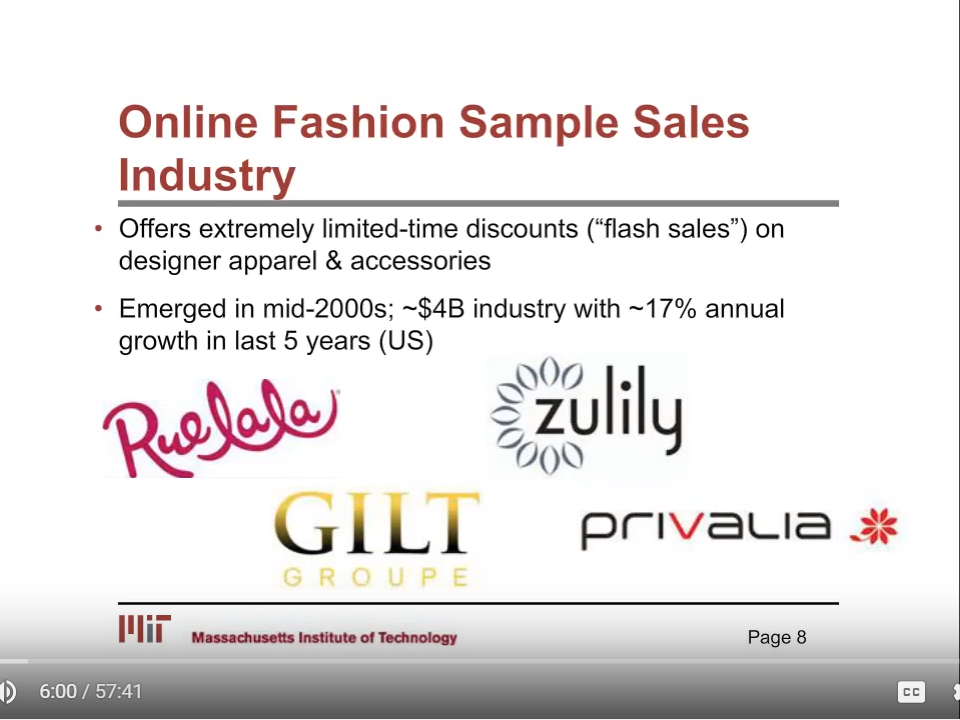 Online Fashion Sample Sales
Industry
• Offers extremely limited-time discounts (“flash sales”) on
designer apparel & accessories
• Emerged in mid-2000s; ~$4B industry with ~17% annual
growth in last 5 years (US)
Ruelala
zulily
GILT
GROUPE
privalia
MIT
Massachusetts Institute of Technology
Page 8
6:00 / 57:41
CC